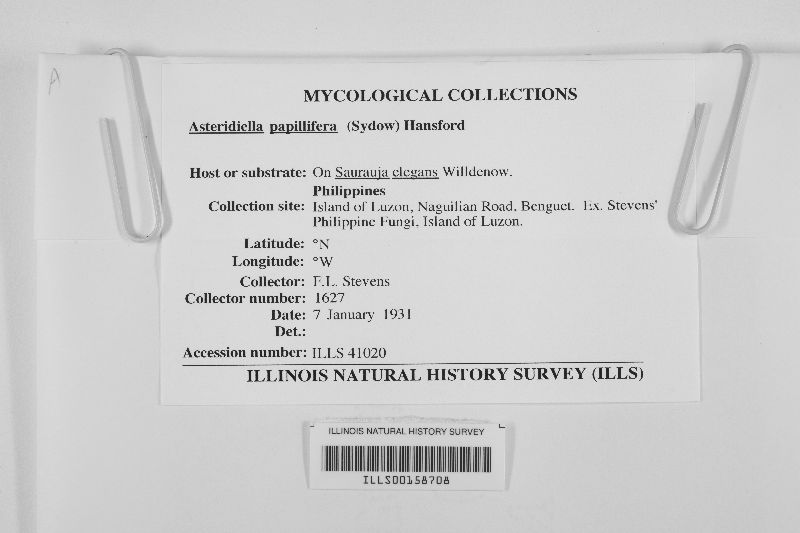 A
MYCOLOGICAL COLLECTIONS
Asteridiella papillifera (Sydow) Hansford
Host or substrate: On Saurauja elegans Willdenow.
Philippines
Collection site: Island of Luzon, Naguilian Road, Benguet. Ex. Stevens'
Philippine Fungi, Island of Luzon.
Latitude: °N
Longitude: °W
Collector: F.L. Stevens
Collector number: 1627
Date: 7 January 1931
Det.:
Accession number: ILLS 41020
ILLINOIS NATURAL HISTORY SURVEY (ILLS)
ILLINOIS NATURAL HISTORY SURVEY
ILLS00158708